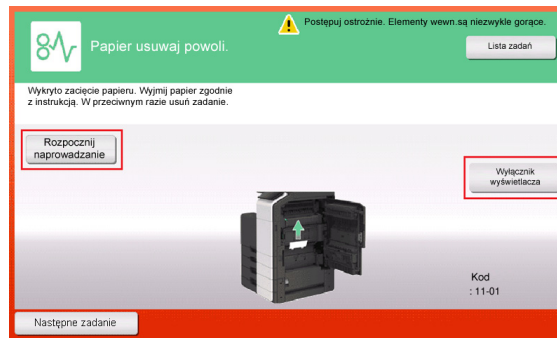 Postępuj ostrożnie. Elementy wewn.są niezwykle gorące.
Papier usuwaj powoli.
Lista zadań
Wykryto zacięcie papieru. Wyjmij papier zgodnie
z instrukcją. W przeciwnym razie usuń zadanie.
Rozpocznij
naprowadzanie
Wyłącznik
wyświetlacza
Kod
: 11-01
Następne zadanie